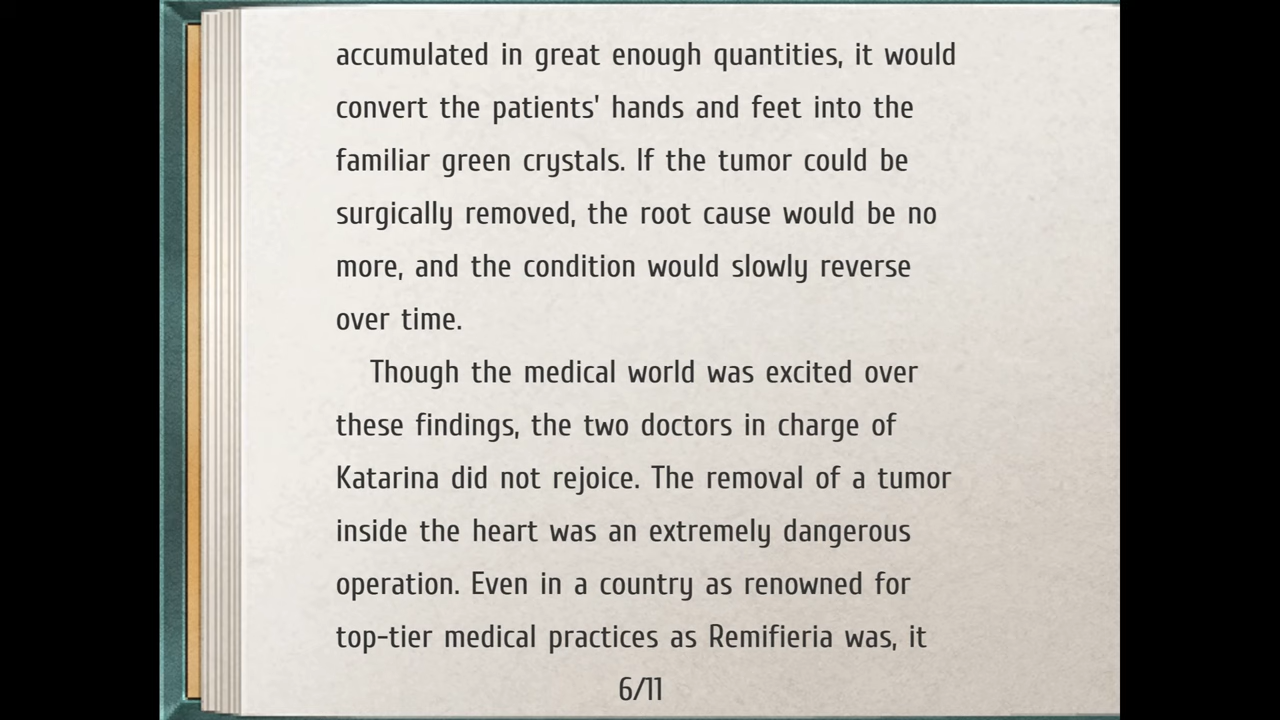 accumulated in great enough quantities, it would
convert the patients' hands and feet into the
familiar green crystals. If the tumor could be
surgically removed, the root cause would be no
more, and the condition would slowly reverse
over time.
Though the medical world was excited over
these findings, the two doctors in charge of
Katarina did not rejoice. The removal of a tumor
inside the heart was an extremely dangerous
operation. Even in a country as renowned for
top-tier medical practices as Remifieria was, it
6/11